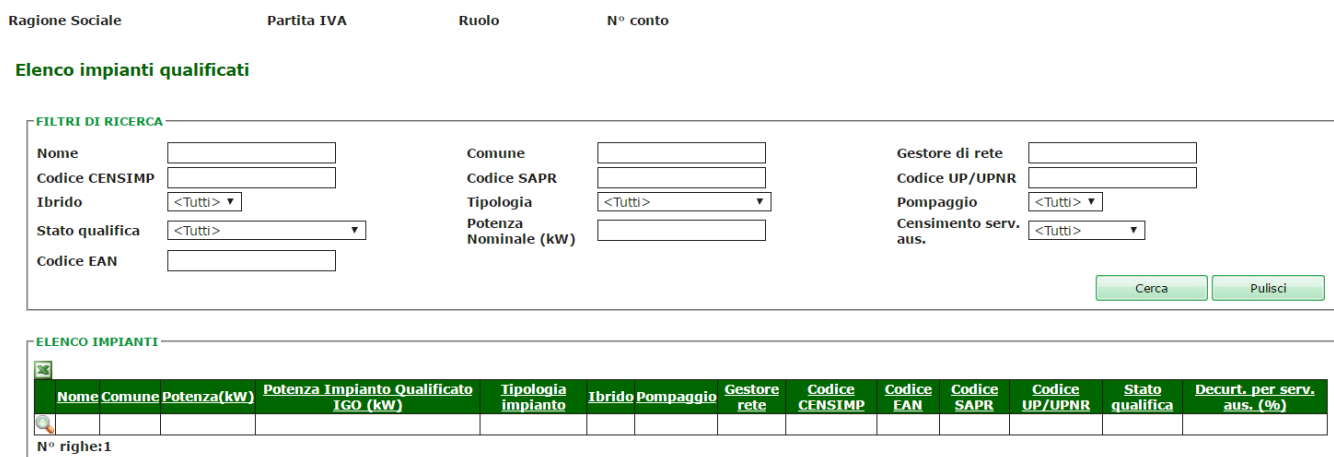 Ragione Sociale Partita IVA Ruolo N° conto
Elenco impianti qualificati
FILTRI DI RICERCA
Nome Comune Gestore di rete
Codice CENSIMP Codice SAPR Codice UP/UPNR
Ibrido <Tutti> Tipologia <Tutti> Pompaggio <Tutti>
Stato qualifica <Tutti> Potenza Nominale (kW) Censimento serv. aus. <Tutti>
Codice EAN
Cerca Pulisci
ELENCO IMPIANTI
Nome Comune Potenza(kW) Potenza Impianto Qualificato IGO (kW) Tipologia impianto Ibrido Pompaggio Gestore rete Codice CENSIMP Codice EAN Codice SAPR Codice UP/UPNR Stato qualifica Decurt. per serv. aus. (%)
N° righe:1